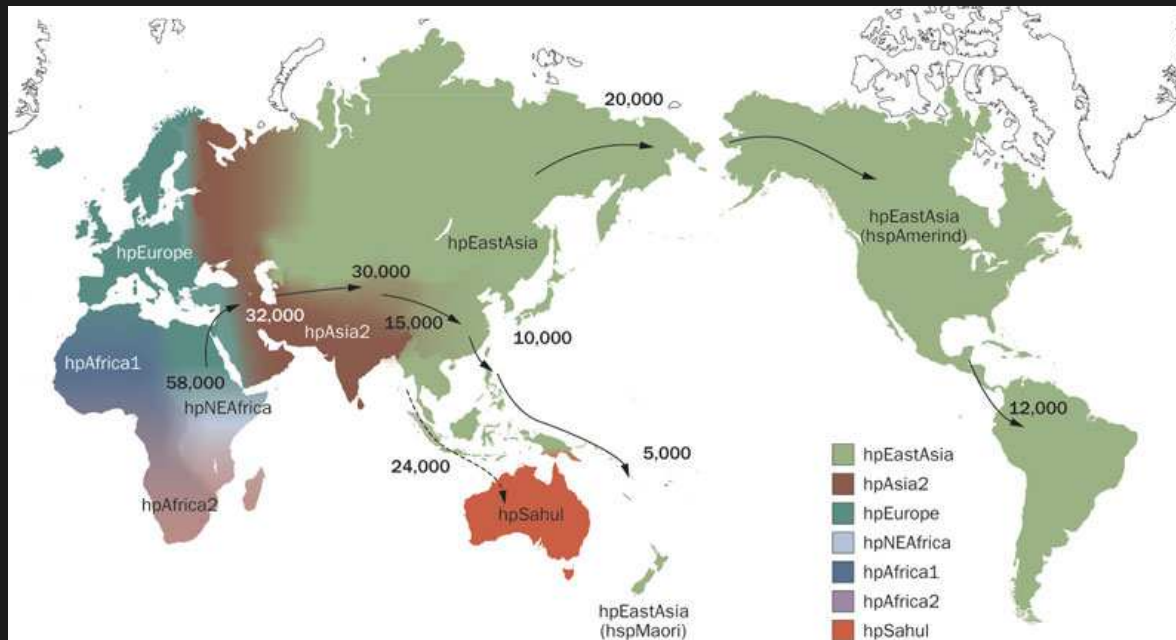 20,000
hpEastAsia
(hspAmerind)
hpEastAsia
hpEurope
30,000
32,000
hpAsia2
15,000
10,000
hpAfrica1
58,000
hpNEAfrica
12,000
5,000
24,000
hpAfrica2
hpSahul
hpEastAsia
(hspMaori)
hpEastAsia
hpAsia2
hpEurope
hpNEAfrica
hpAfrica1
hpAfrica2
hpSahul